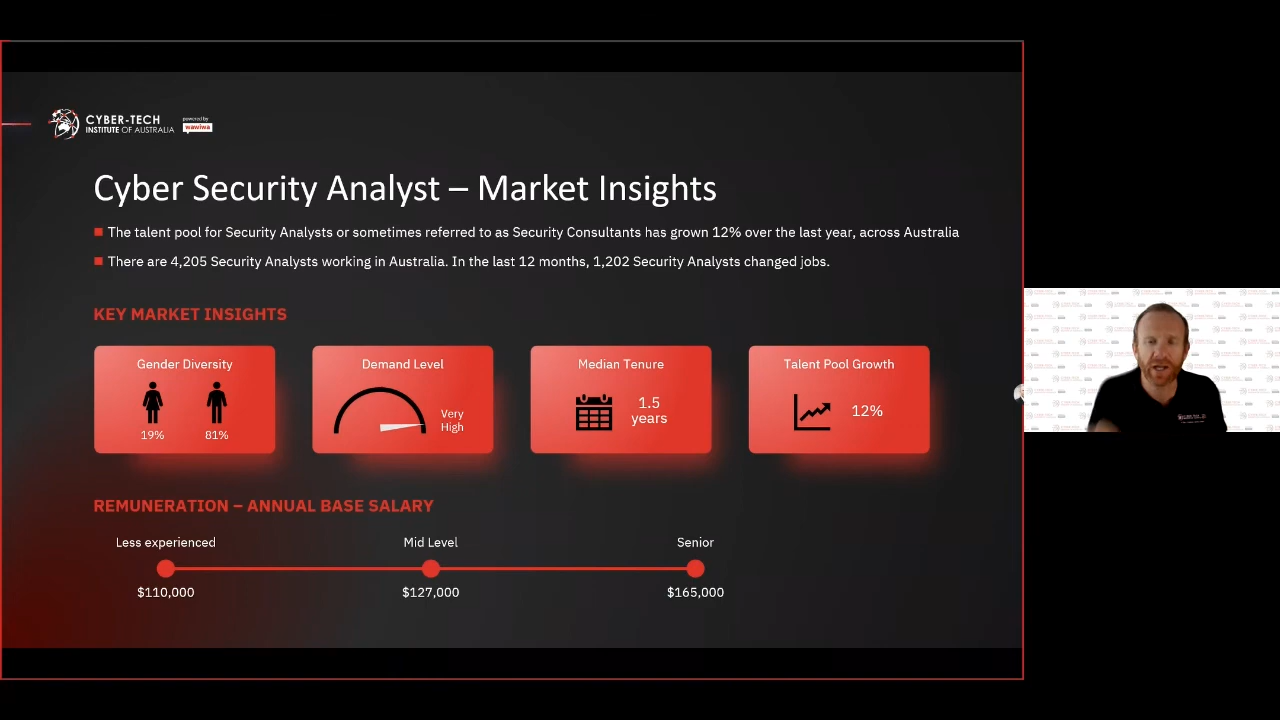 CYBER-TECH
INSTITUTE OF AUSTRALIA
powered by
wawiwa
Cyber Security Analyst – Market Insights
The talent pool for Security Analysts or sometimes referred to as Security Consultants has grown 12% over the last year, across Australia
There are 4,205 Security Analysts working in Australia. In the last 12 months, 1,202 Security Analysts changed jobs.
KEY MARKET INSIGHTS
Gender Diversity
19% 81%
Demand Level
Very
High
Median Tenure
1.5
years
Talent Pool Growth
12%
REMUNERATION – ANNUAL BASE SALARY
Less experienced Mid Level Senior
$110,000 $127,000 $165,000